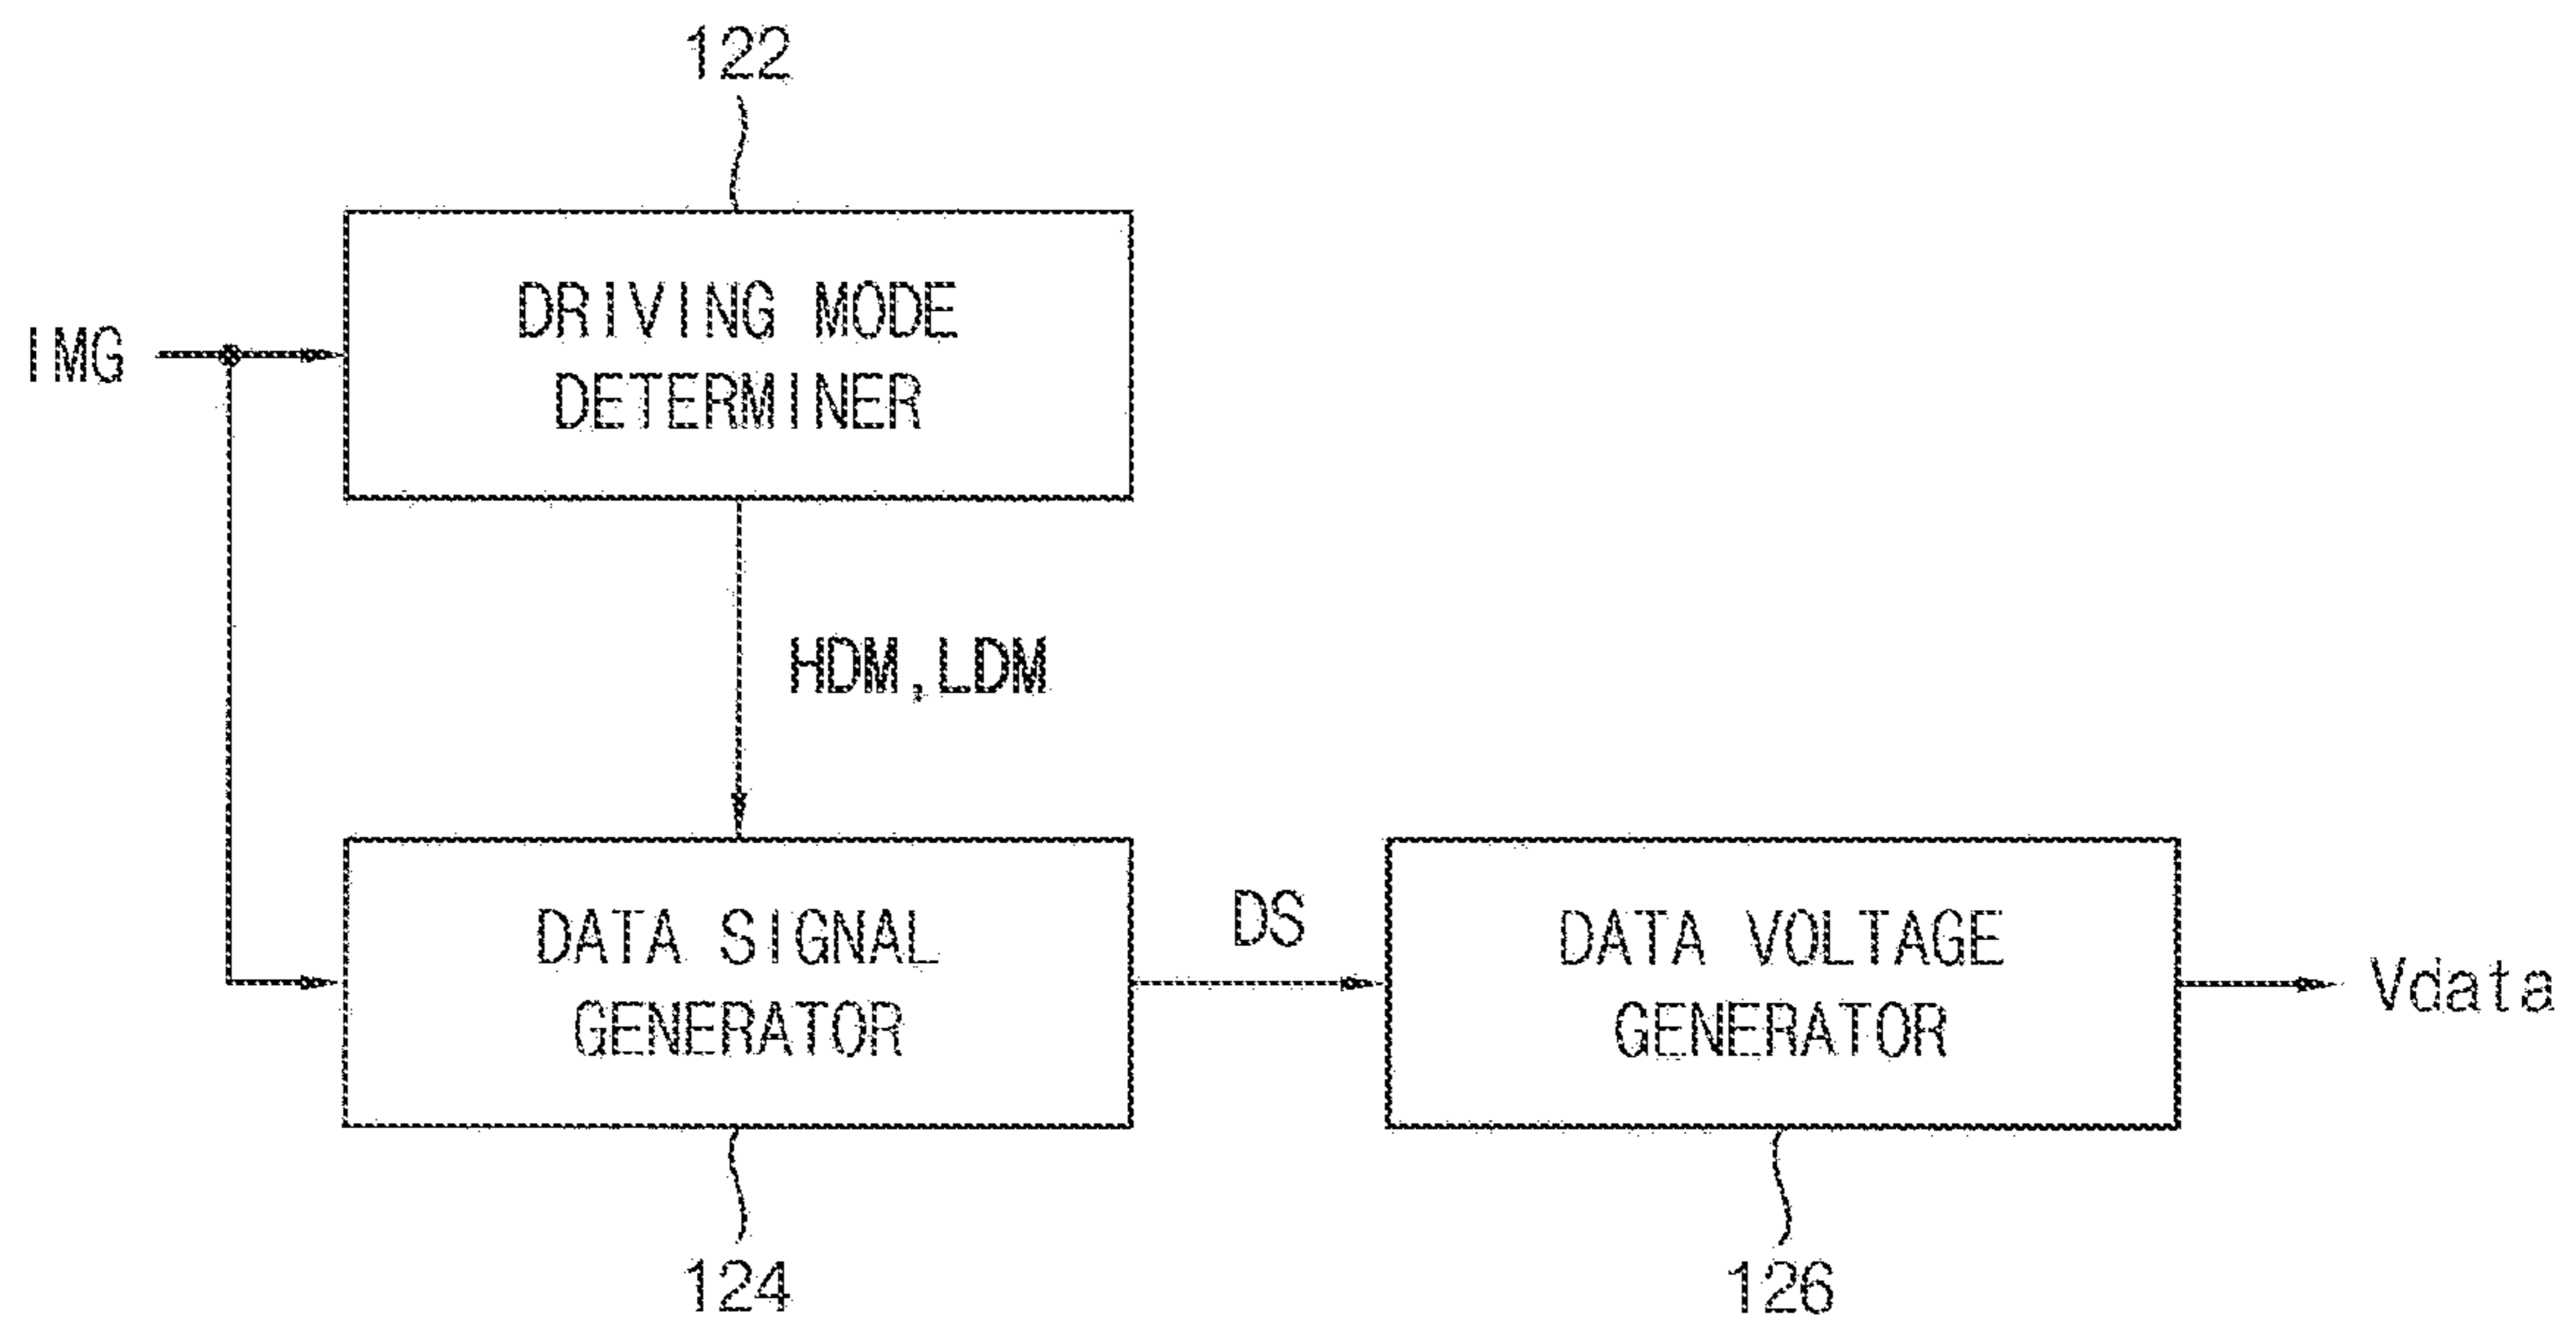 122
IMG
DRIVING MODE
DETERMINER
HDM,LDM
DATA SIGNAL
GENERATOR
DS
DATA VOLTAGE
GENERATOR
Vdata
124
126